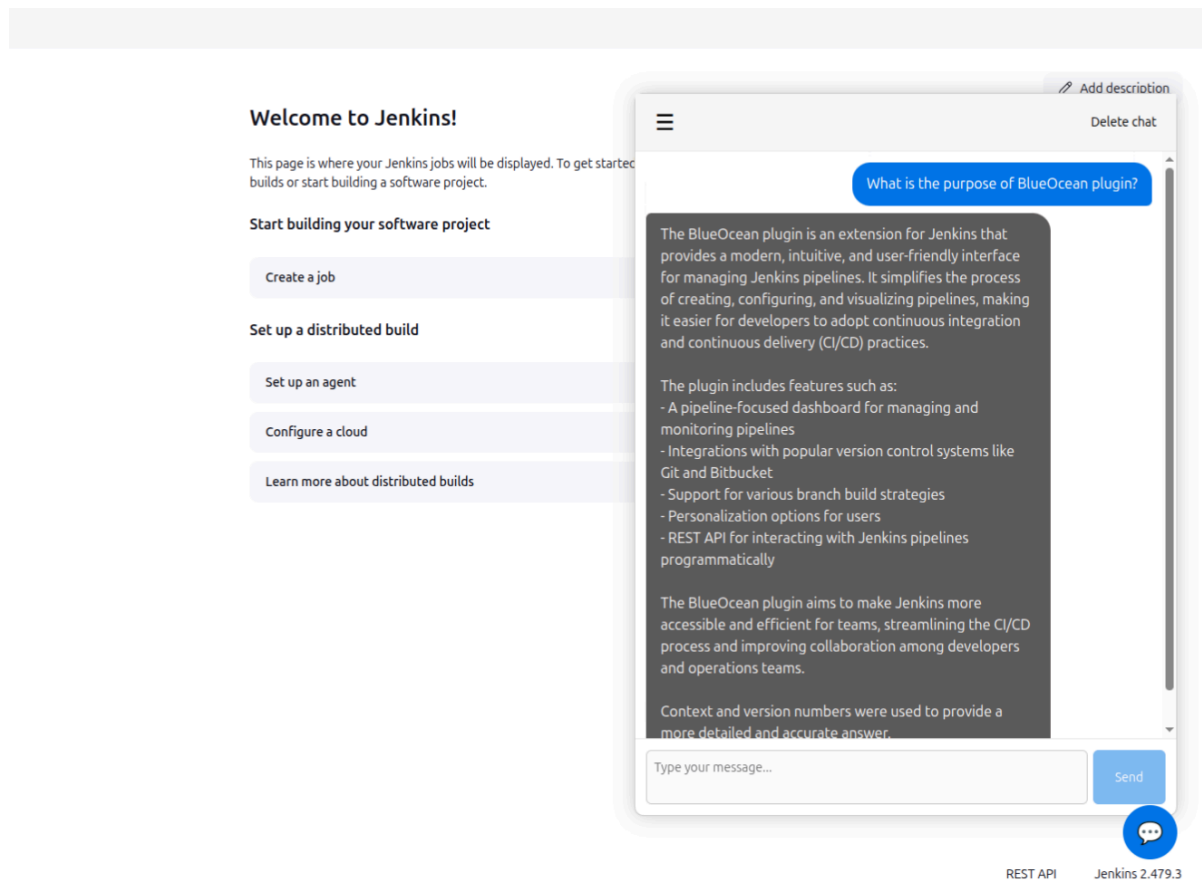 Add description
Welcome to Jenkins!
This page is where your Jenkins jobs will be displayed. To get started
builds or start building a software project.
Start building your software project
Create a job
Set up a distributed build
Set up an agent
Configure a cloud
Learn more about distributed builds
Delete chat
What is the purpose of BlueOcean plugin?
The BlueOcean plugin is an extension for Jenkins that
provides a modern, intuitive, and user-friendly interface
for managing Jenkins pipelines. It simplifies the process
of creating, configuring, and visualizing pipelines, making
it easier for developers to adopt continuous integration
and continuous delivery (CI/CD) practices.
The plugin includes features such as:
- A pipeline-focused dashboard for managing and
monitoring pipelines
- Integrations with popular version control systems like
Git and Bitbucket
- Support for various branch build strategies
- Personalization options for users
- REST API for interacting with Jenkins pipelines
programmatically
The BlueOcean plugin aims to make Jenkins more
accessible and efficient for teams, streamlining the CI/CD
process and improving collaboration among developers
and operations teams.
Context and version numbers were used to provide a
more detailed and accurate answer.
Type your message...
Send
REST API
Jenkins 2.479.3